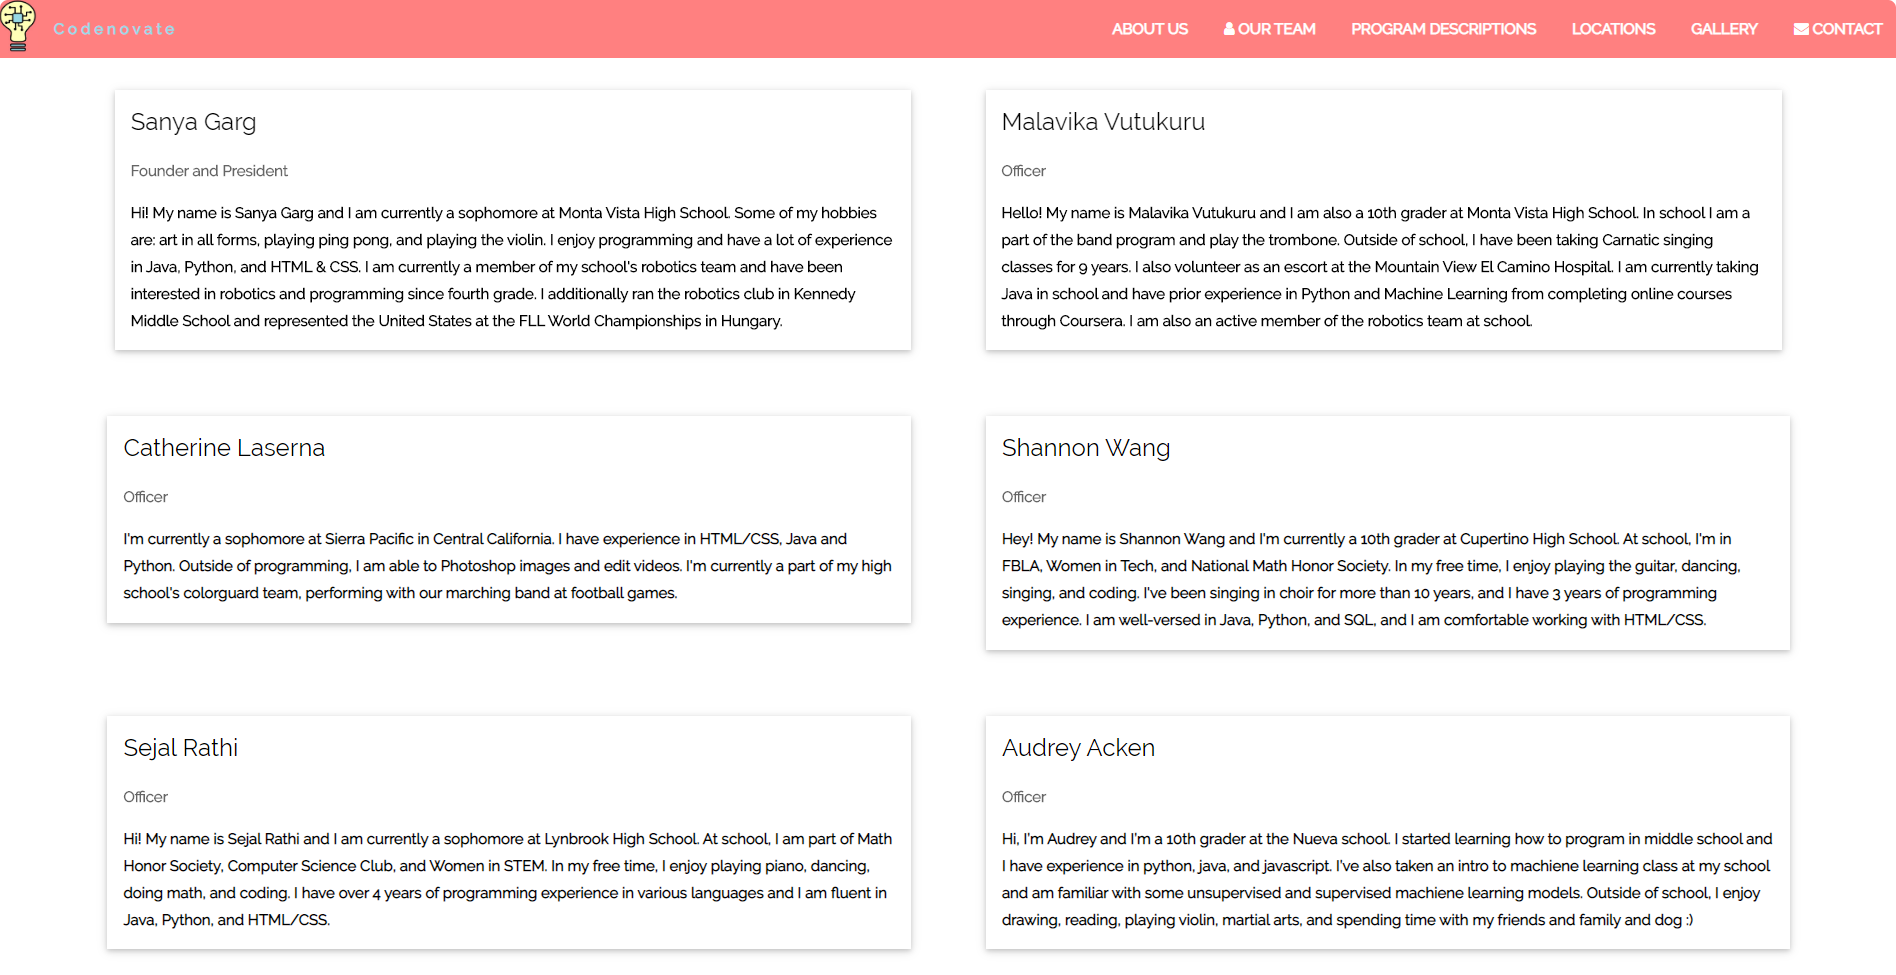 Codenovate
ABOUT US
OUR TEAM
PROGRAM DESCRIPTIONS
LOCATIONS
GALLERY
CONTACT
Sanya Garg
Founder and President
Hi! My name is Sanya Garg and I am currently a sophomore at Monta Vista High School. Some of my hobbies
are: art in all forms, playing ping pong, and playing the violin. I enjoy programming and have a lot of experience
in Java, Python, and HTML & CSS. I am currently a member of my school's robotics team and have been
interested in robotics and programming since fourth grade. I additionally ran the robotics club in Kennedy
Middle School and represented the United States at the FLL World Championships in Hungary.
Malavika Vutukuru
Officer
Hello! My name is Malavika Vutukuru and I am also a 10th grader at Monta Vista High School. In school I am a
part of the band program and play the trombone. Outside of school, I have been taking Carnatic singing
classes for 9 years. I also volunteer as an escort at the Mountain View El Camino Hospital. I am currently taking
Java in school and have prior experience in Python and Machine Learning from completing online courses
through Coursera. I am also an active member of the robotics team at school.
Catherine Laserna
Officer
I'm currently a sophomore at Sierra Pacific in Central California. I have experience in HTML/CSS, Java and
Python. Outside of programming, I am able to Photoshop images and edit videos. I'm currently a part of my high
school's colorguard team, performing with our marching band at football games.
Shannon Wang
Officer
Hey! My name is Shannon Wang and I'm currently a 10th grader at Cupertino High School. At school, I'm in
FBLA, Women in Tech, and National Math Honor Society. In my free time, I enjoy playing the guitar, dancing,
singing, and coding. I've been singing in choir for more than 10 years, and I have 3 years of programming
experience. I am well-versed in Java, Python, and SQL, and I am comfortable working with HTML/CSS.
Sejal Rathi
Officer
Hi! My name is Sejal Rathi and I am currently a sophomore at Lynbrook High School. At school, I am part of Math
Honor Society, Computer Science Club, and Women in STEM. In my free time, I enjoy playing piano, dancing,
doing math, and coding. I have over 4 years of programming experience in various languages and I am fluent in
Java, Python, and HTML/CSS.
Audrey Acken
Officer
Hi, I'm Audrey and I'm a 10th grader at the Nueva school. I started learning how to program in middle school and
I have experience in python, java, and javascript. I've also taken an intro to machiene learning class at my school
and am familiar with some unsupervised and supervised machiene learning models. Outside of school, I enjoy
drawing, reading, playing violin, martial arts, and spending time with my friends and family and dog :)